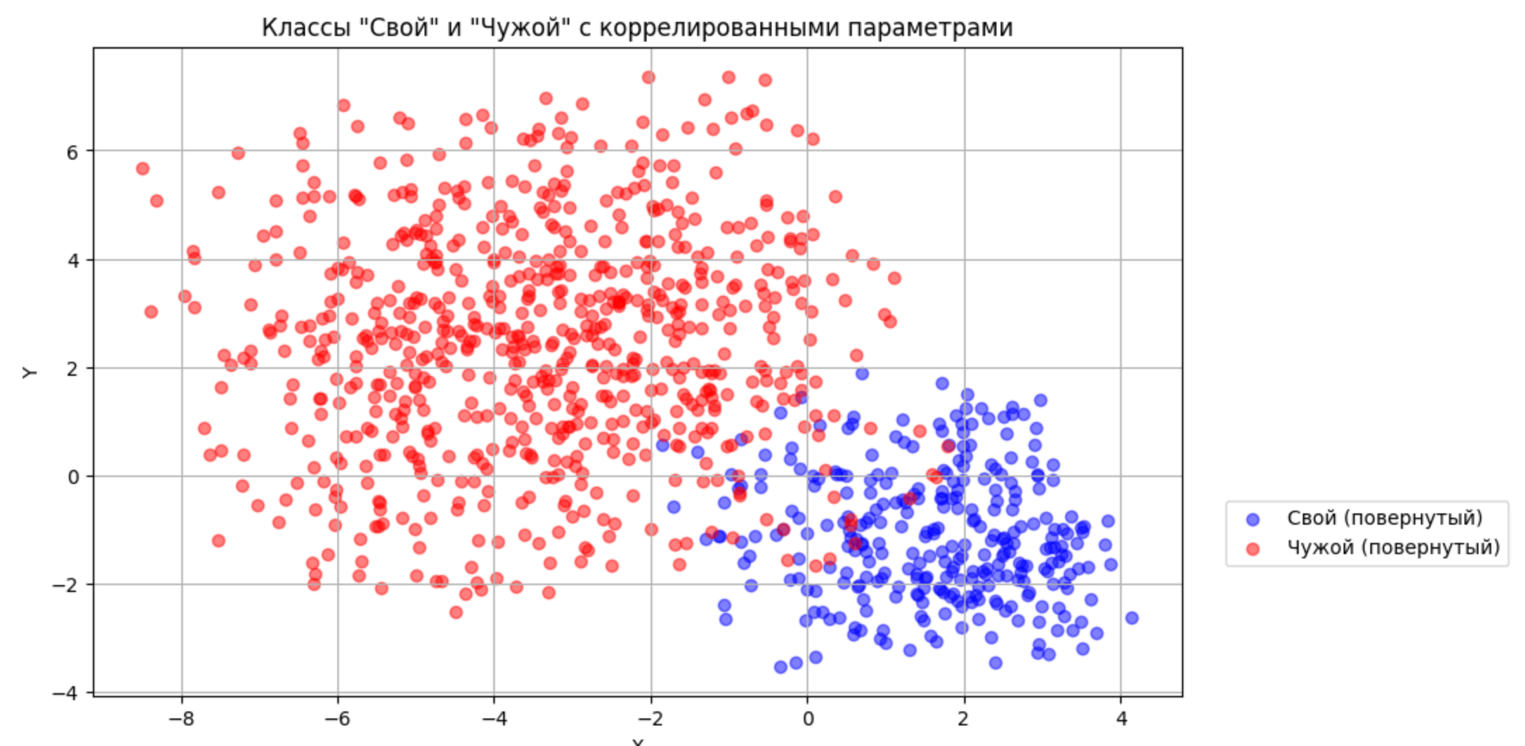 Классы "Свой" и "Чужой" с коррелированными параметрами
6
4
2
0
−2
−4
Y
−8
−6
−4
−2
0
2
4
X
Свой (повернутый)
Чужой (повернутый)